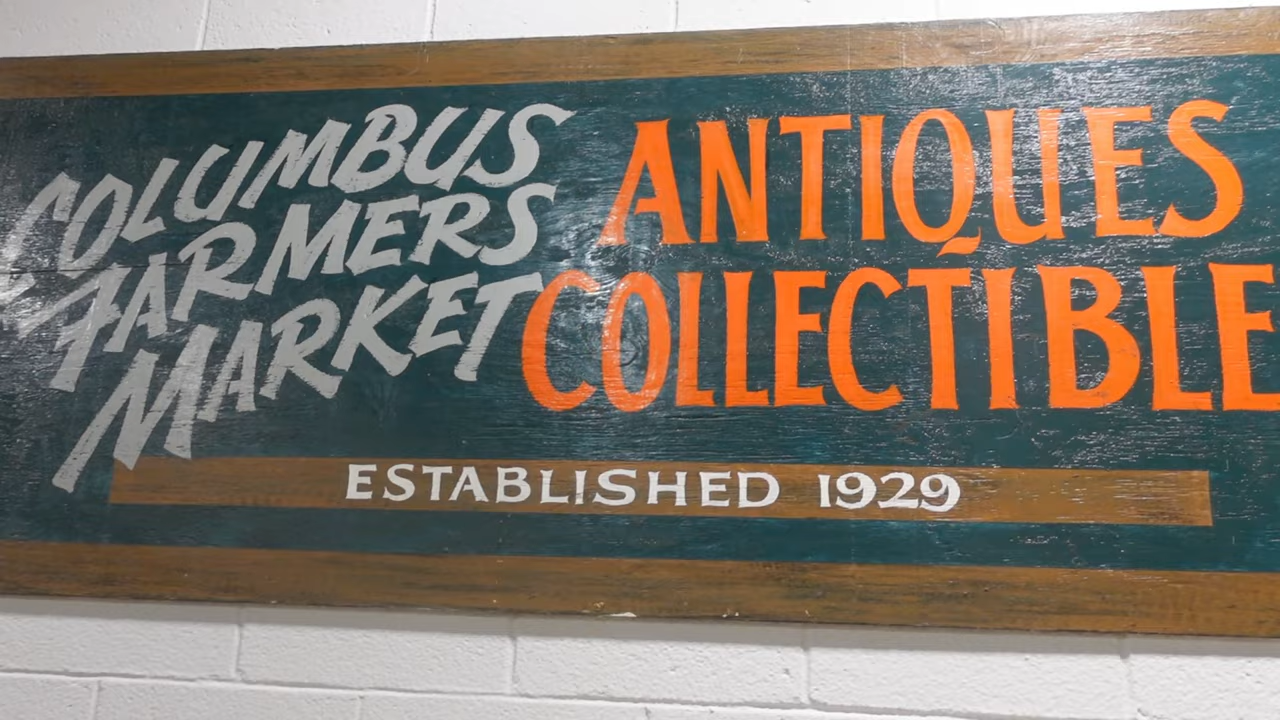 COLUMBUS
FARMERS
MARKET
ANTIQUES
COLLECTIBLE
ESTABLISHED 1929